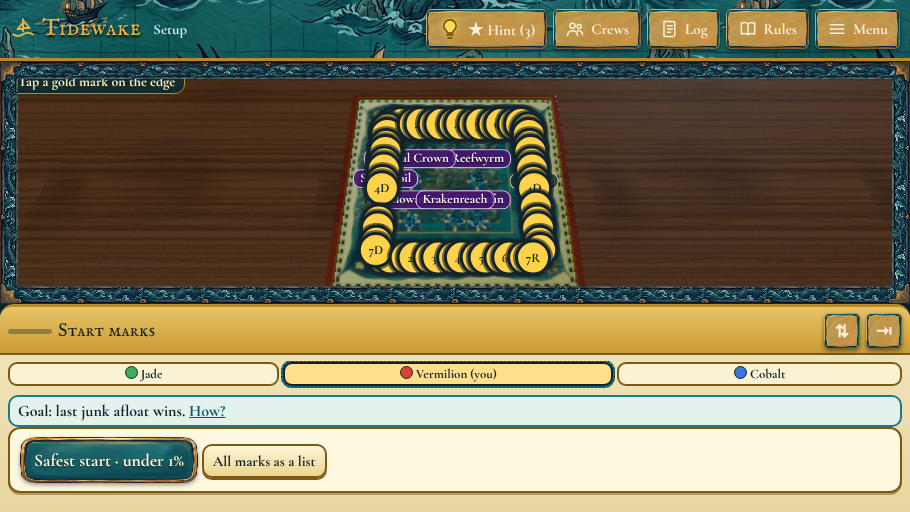 Tidewake Setup
★ Hint (3)
Crews
Log
Rules
Menu
Tap a gold mark on the edge
Crown
Reefwyrm
4D
Krakenreach
7D
7R
Start marks
Jade
Vermilion (you)
Cobalt
Goal: last junk afloat wins. How?
Safest start · under 1%
All marks as a list